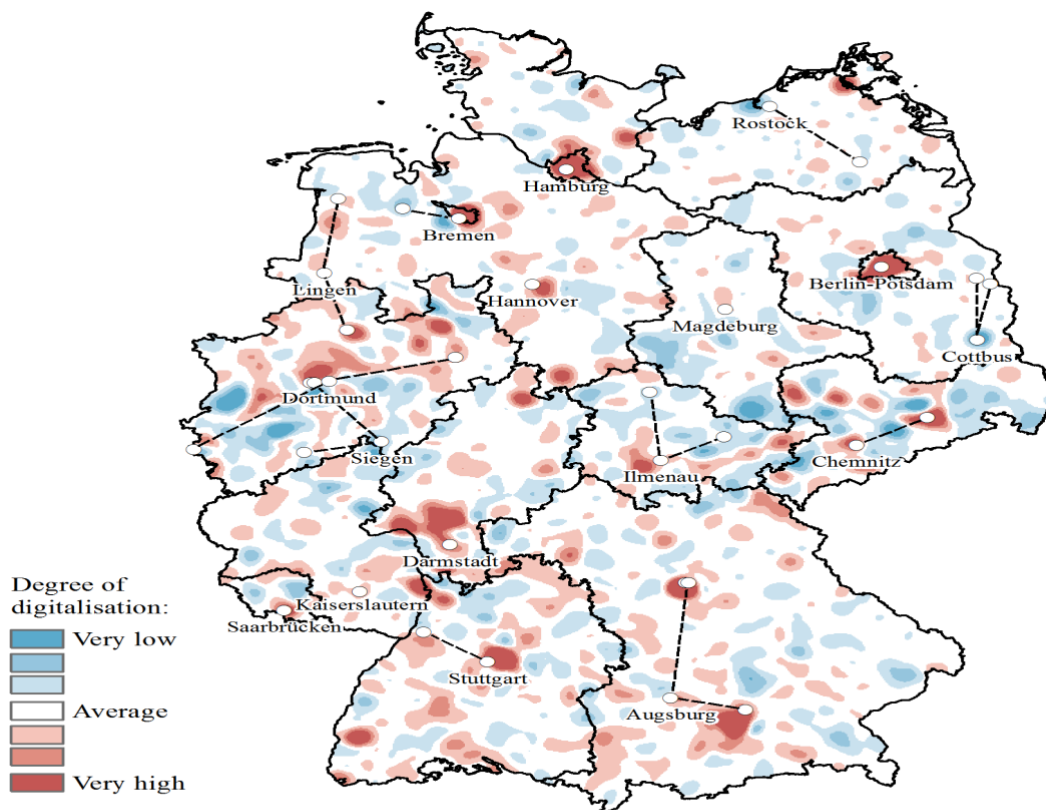 Rostock
Hamburg
Bremen
Berlin-Potsdam
Lingen
Hannover
Magdeburg
Cottbus
Dortmund
Siegen
Chemnitz
Ilmenau
Darmstadt
Kaiserslautern
Saarbrücken
Stuttgart
Augsburg
Degree of
digitalisation:
Very low
Average
Very high